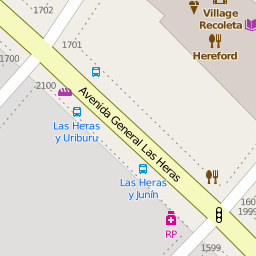 1702
Village
Recoleta
1701
Hereford
1700
2100
Avenida General Las Heras
Las Heras
y Uriburu
Las Heras
y Junín
RP
1599